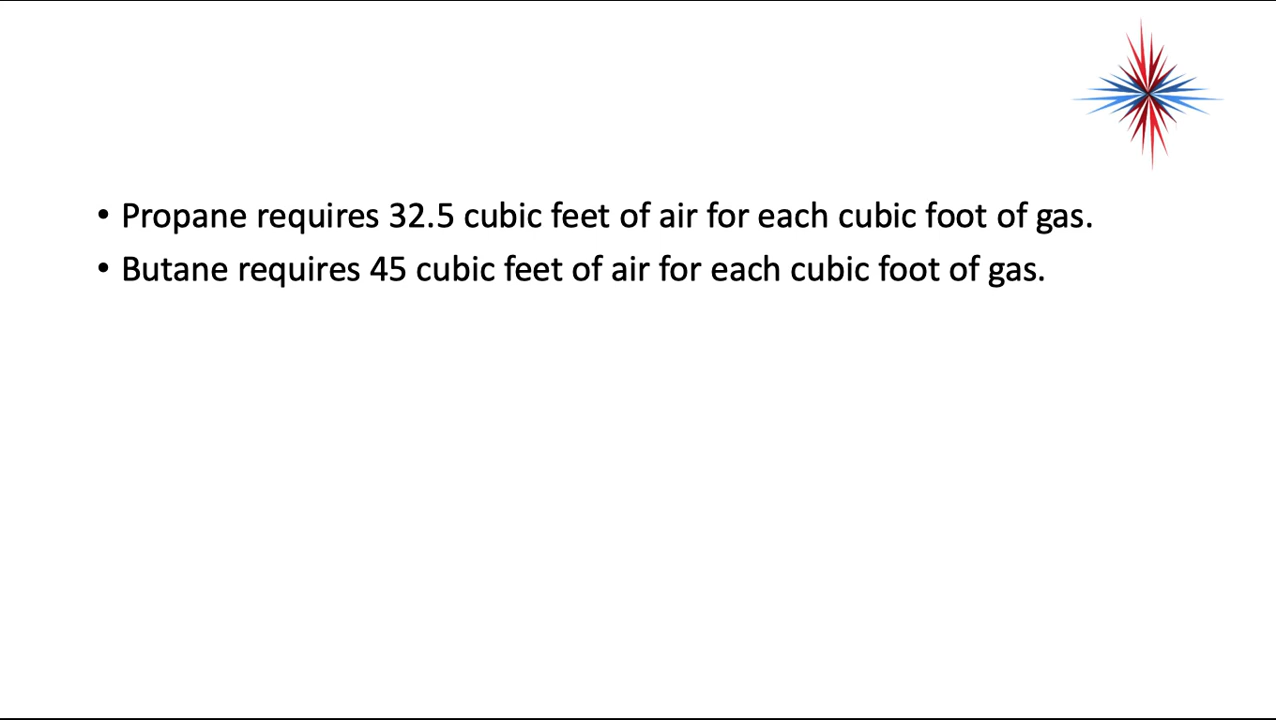 • Propane requires 32.5 cubic feet of air for each cubic foot of gas.
• Butane requires 45 cubic feet of air for each cubic foot of gas.